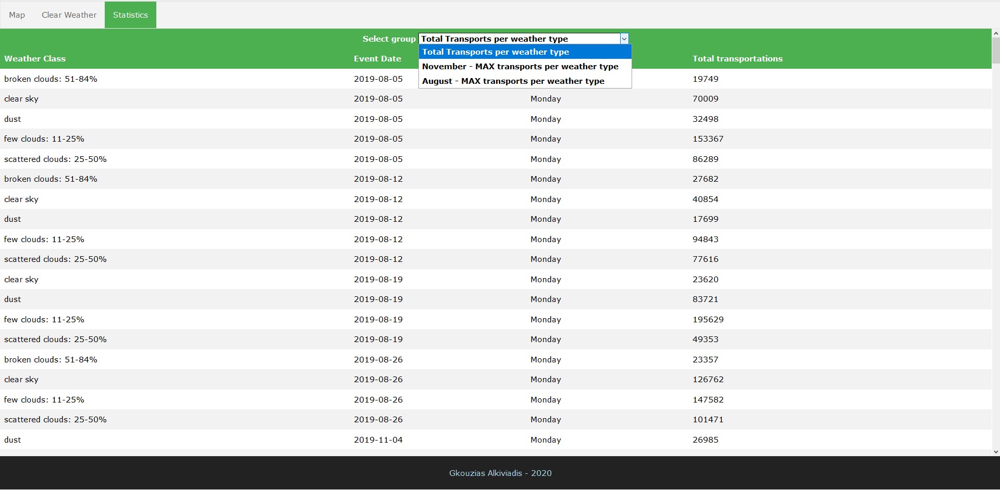 Map Clear Weather Statistics
Select group Total Transports per weather type
Total Transports per weather type
November - MAX transports per weather type
August - MAX transports per weather type
Weather Class Event Date Total transportations
broken clouds: 51-84% 2019-08-05 19749
clear sky 2019-08-05 Monday 70009
dust 2019-08-05 Monday 32498
few clouds: 11-25% 2019-08-05 Monday 153367
scattered clouds: 25-50% 2019-08-05 Monday 86289
broken clouds: 51-84% 2019-08-12 Monday 27682
clear sky 2019-08-12 Monday 40854
dust 2019-08-12 Monday 17699
few clouds: 11-25% 2019-08-12 Monday 94843
scattered clouds: 25-50% 2019-08-12 Monday 77616
clear sky 2019-08-19 Monday 23620
dust 2019-08-19 Monday 83721
few clouds: 11-25% 2019-08-19 Monday 195629
scattered clouds: 25-50% 2019-08-19 Monday 49353
broken clouds: 51-84% 2019-08-26 Monday 23357
clear sky 2019-08-26 Monday 126762
few clouds: 11-25% 2019-08-26 Monday 147582
scattered clouds: 25-50% 2019-08-26 Monday 101471
dust 2019-11-04 Monday 26985
Gkouzias Alkiviadis - 2020